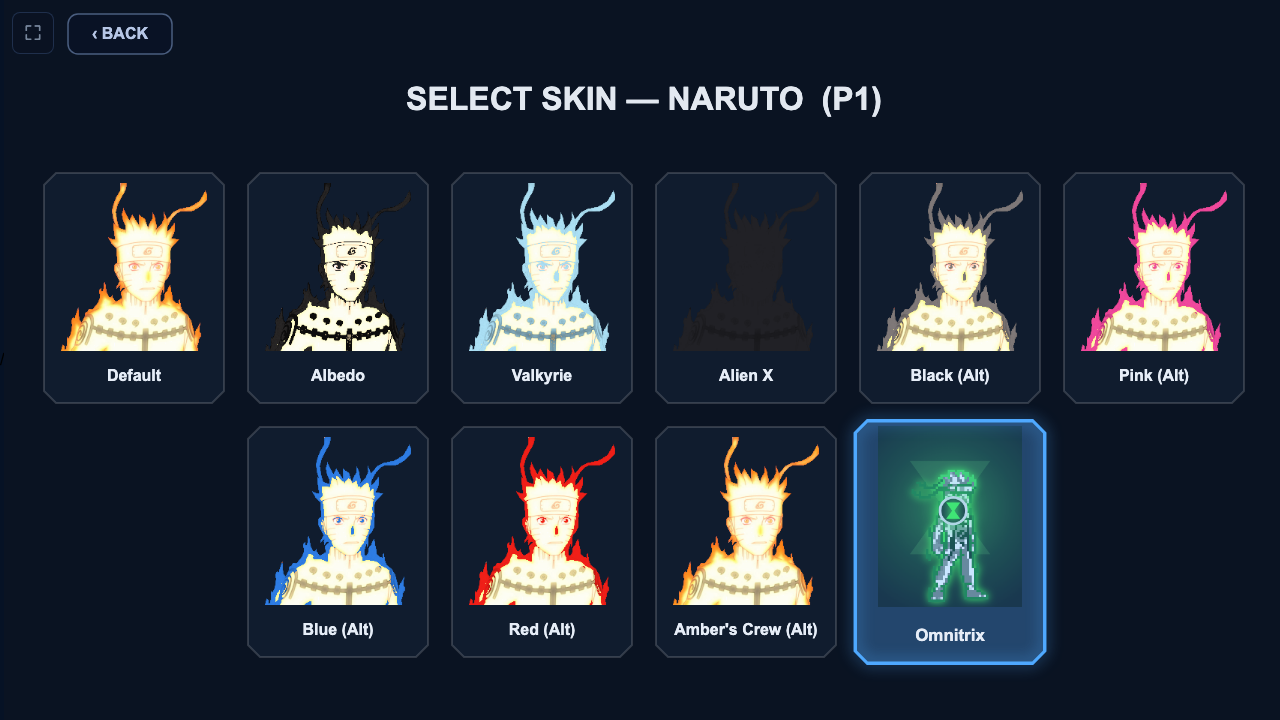 ‹ BACK
SELECT SKIN — NARUTO (P1)
Default
Albedo
Valkyrie
Alien X
Black (Alt)
Pink (Alt)
Blue (Alt)
Red (Alt)
Amber's Crew (Alt)
Omnitrix